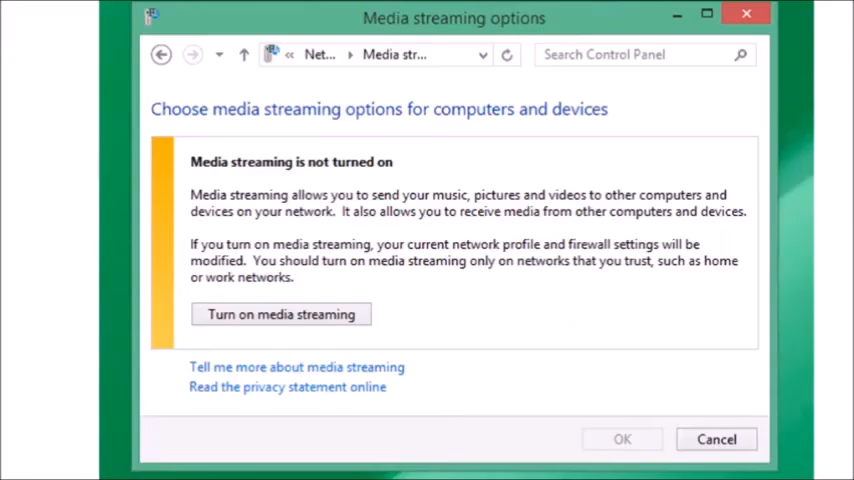 Media streaming options
« Net... Media str... Search Control Panel
Choose media streaming options for computers and devices
Media streaming is not turned on
Media streaming allows you to send your music, pictures and videos to other computers and
devices on your network. It also allows you to receive media from other computers and devices.
If you turn on media streaming, your current network profile and firewall settings will be
modified. You should turn on media streaming only on networks that you trust, such as home
or work networks.
Turn on media streaming
Tell me more about media streaming
Read the privacy statement online
OK Cancel